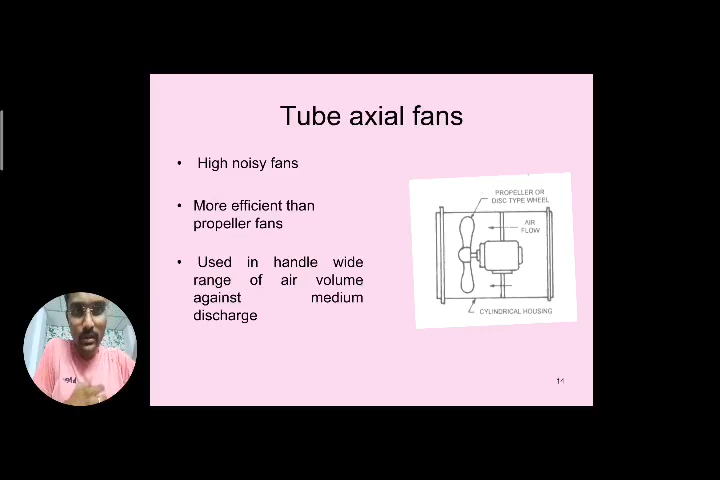 Tube axial fans
• High noisy fans
• More efficient than
propeller fans
• Used in handle wide
range of air volume
against medium
discharge
PROPELLER OR
DISC TYPE WHEEL
AIR
FLOW
CYLINDRICAL HOUSING
14